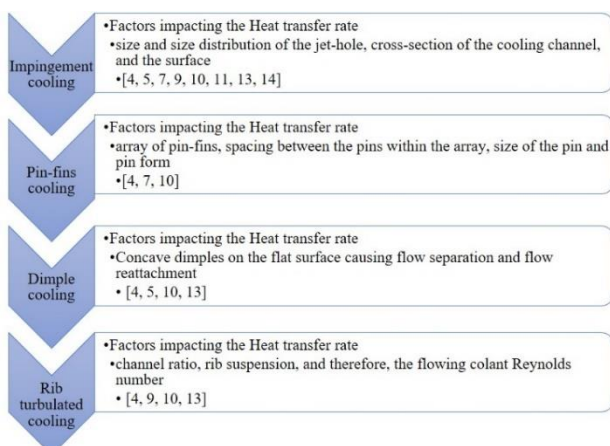 Impingement
cooling
•Factors impacting the Heat transfer rate
•size and size distribution of the jet-hole, cross-section of the cooling channel,
and the surface
•[4, 5, 7, 9, 10, 11, 13, 14]
Pin-fins
cooling
•Factors impacting the Heat transfer rate
•array of pin-fins, spacing between the pins within the array, size of the pin and
pin form
•[4, 7, 10]
Dimple
cooling
•Factors impacting the Heat transfer rate
•Concave dimples on the flat surface causing flow separation and flow
reattachment
•[4, 5, 10, 13]
Rib
turbulated
cooling
•Factors impacting the Heat transfer rate
•channel ratio, rib suspension, and therefore, the flowing colant Reynolds
number
•[4, 9, 10, 13]